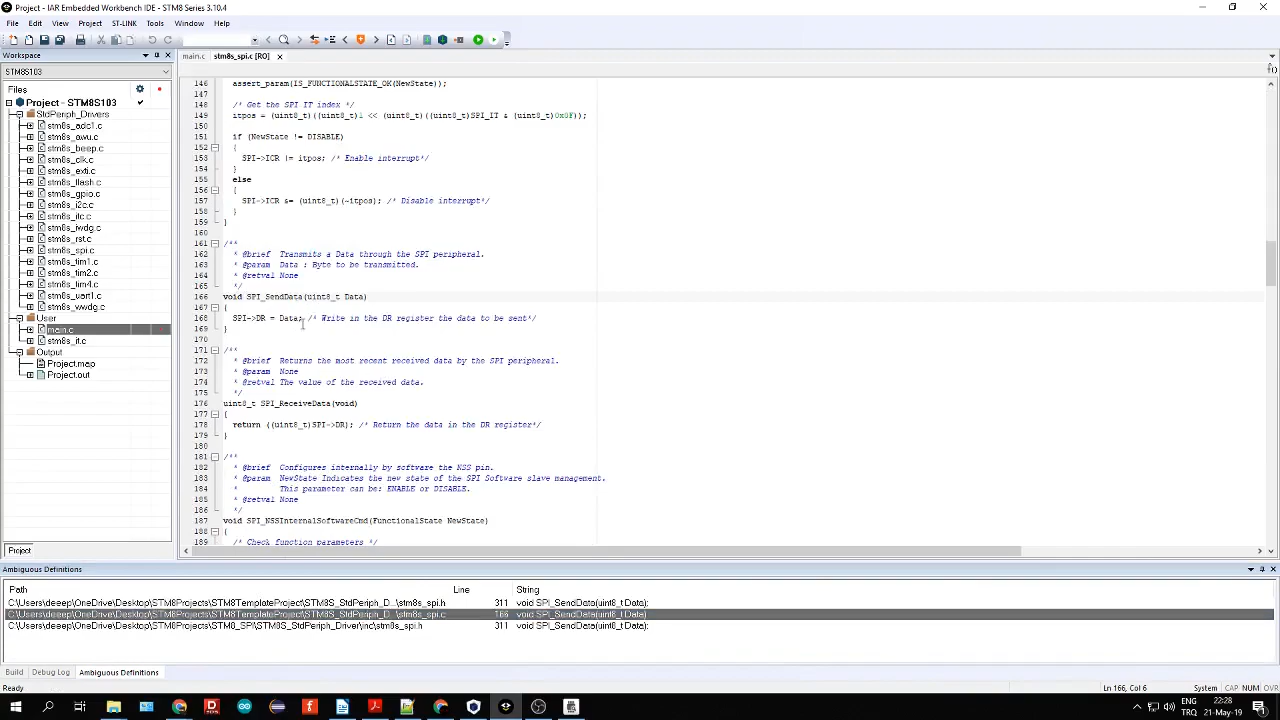 Project - IAR Embedded Workbench IDE - STM8 Series 3.10.4
File Edit View Project ST-LINK Tools Window Help
Workspace
main.c stm8s_spi.c [RO]
STM8S103
Files
Project - STM8S103
StdPeriph_Drivers
stm8s_adc1.c
stm8s_awu.c
stm8s_beep.c
stm8s_clk.c
stm8s_exti.c
stm8s_flash.c
stm8s_gpio.c
stm8s_i2c.c
stm8s_itc.c
stm8s_iwdg.c
stm8s_rst.c
stm8s_spi.c
stm8s_tim1.c
stm8s_tim2.c
stm8s_tim4.c
stm8s_uart1.c
stm8s_wwdg.c
User
main.c
stm8s_it.c
Output
Project.map
Project.out
Project
146 assert_param(IS_FUNCTIONALSTATE_OK(NewState));
147
148 /* Get the SPI IT index */
149 itpos = (uint8_t)((uint8_t)1 << (uint8_t)((uint8_t)SPI_IT & (uint8_t)0x0F));
150
151 if (NewState != DISABLE)
152 {
153 SPI->ICR |= itpos; /* Enable interrupt*/
154 }
155 else
156 {
157 SPI->ICR &= (uint8_t)(~itpos); /* Disable interrupt*/
158 }
159 }
160
161 /**
162 * @brief Transmits a Data through the SPI peripheral.
163 * @param Data : Byte to be transmitted.
164 * @retval None
165 */
166 void SPI_SendData(uint8_t Data)
167 {
168 SPI->DR = Data; /* Write in the DR register the data to be sent*/
169 }
170
171 /**
172 * @brief Returns the most recent received data by the SPI peripheral.
173 * @param None
174 * @retval The value of the received data.
175 */
176 uint8_t SPI_ReceiveData(void)
177 {
178 return ((uint8_t)SPI->DR); /* Return the data in the DR register*/
179 }
180
181 /**
182 * @brief Configures internally by software the NSS pin.
183 * @param NewState Indicates the new state of the SPI Software slave management.
184 * This parameter can be: ENABLE or DISABLE.
185 * @retval None
186 */
187 void SPI_NSSInternalSoftwareCmd(FunctionalState NewState)
188 {
189 /* Check function parameters */
Ambiguous Definitions
Path Line String
C:\Users\deeep\OneDrive\Desktop\STM8Projects\STM8TemplateProject\STM8S_StdPeriph_D...\stm8s_spi.h 311 void SPI_SendData(uint8_t Data);
C:\Users\deeep\OneDrive\Desktop\STM8Projects\STM8TemplateProject\STM8S_StdPeriph_D...\stm8s_spi.c 166 void SPI_SendData(uint8_t Data)
C:\Users\deeep\OneDrive\Desktop\STM8Projects\STM8_SPI\STM8S_StdPeriph_Driver\inc\stm8s_spi.h 311 void SPI_SendData(uint8_t Data);
Build Debug Log Ambiguous Definitions
Ready Ln 166, Col 6 System CAP NUM OVR
ENG
TRQ
22:28
21-May-19